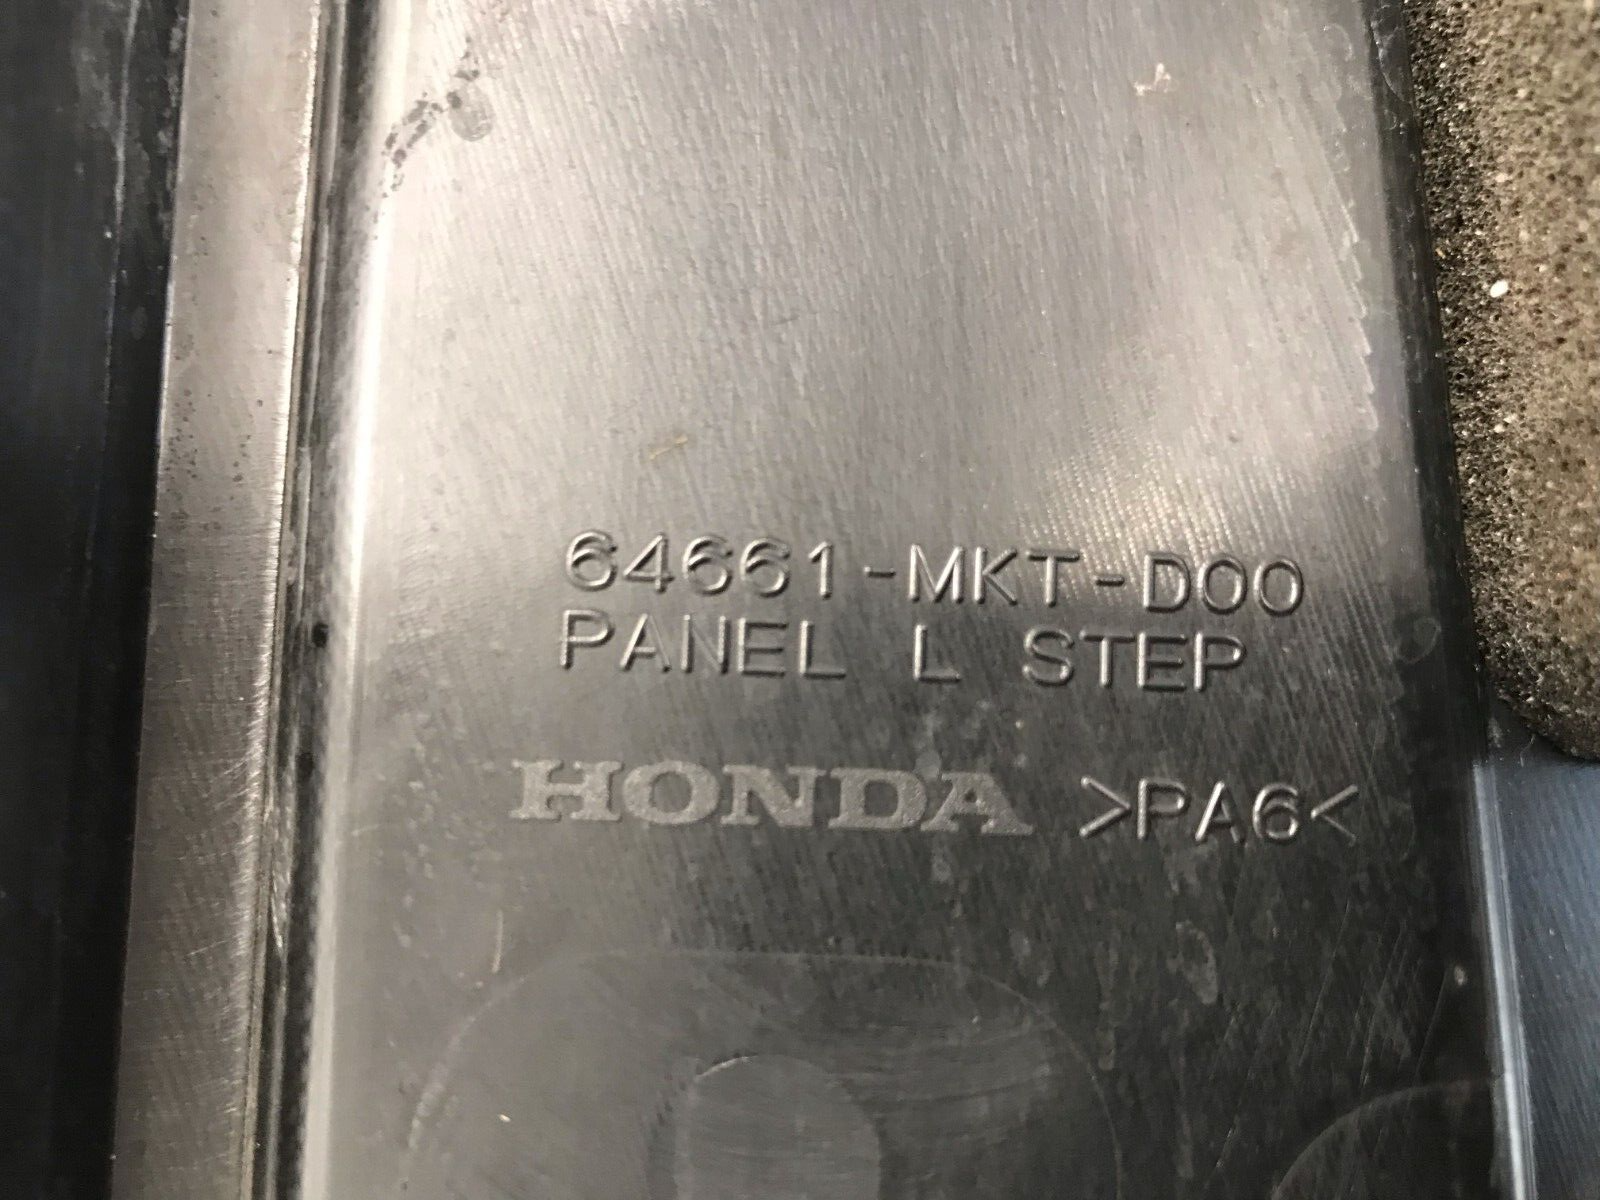 64661-MKT-D00
PANEL L STEP
HONDA >PA6<